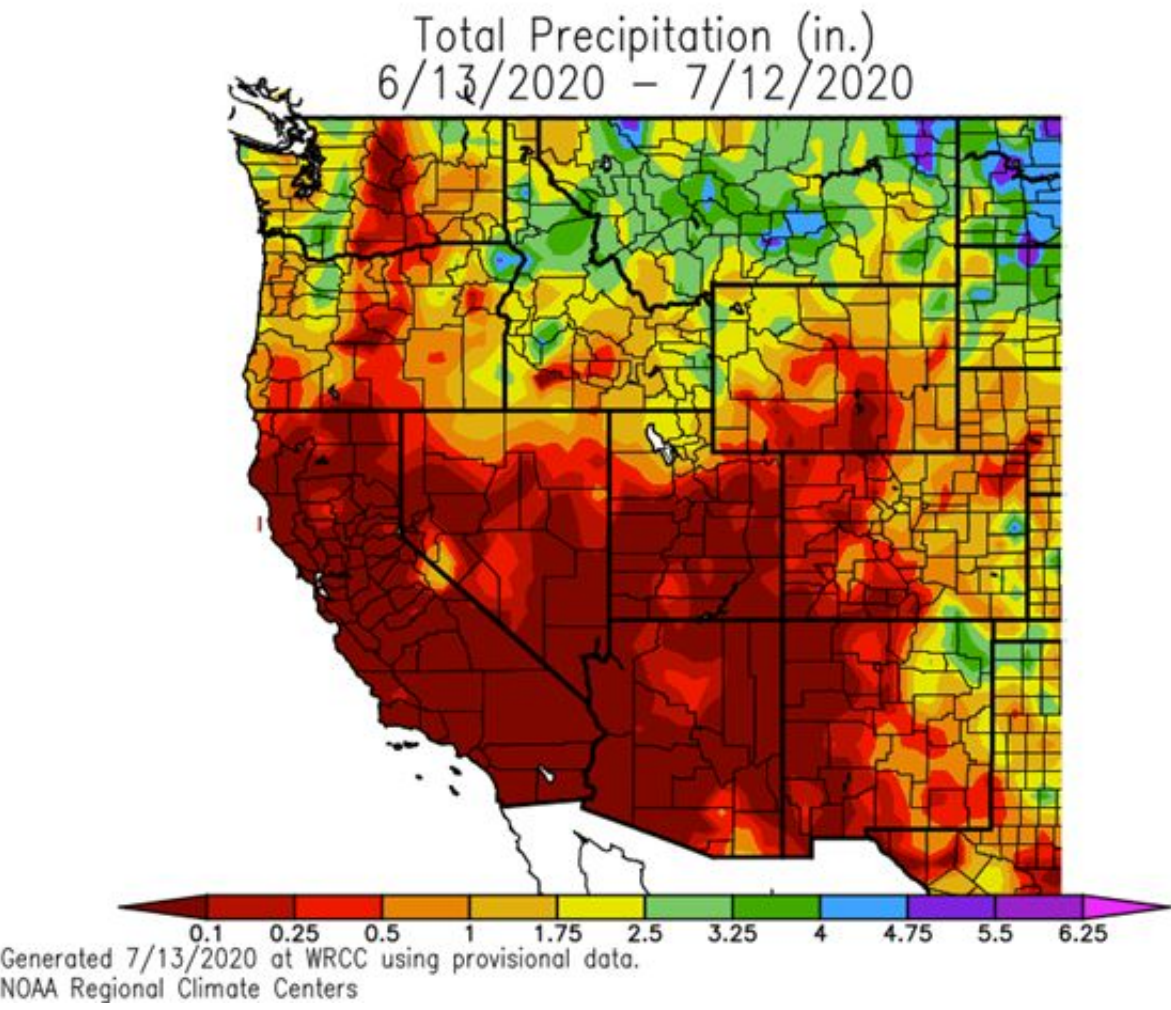 Total Precipitation (in.)
6/13/2020 – 7/12/2020
0.1 0.25 0.5 1 1.75 2.5 3.25 4 4.75 5.5 6.25
Generated 7/13/2020 at WRCC using provisional data.
NOAA Regional Climate Centers